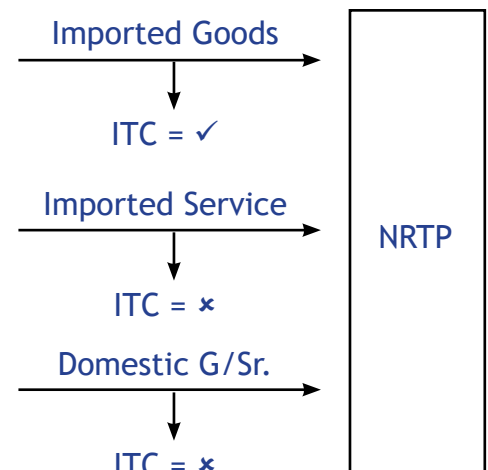 Imported Goods
ITC = ✓
Imported Service
NRTP
ITC = ×
Domestic G/Sr.
ITC = ×